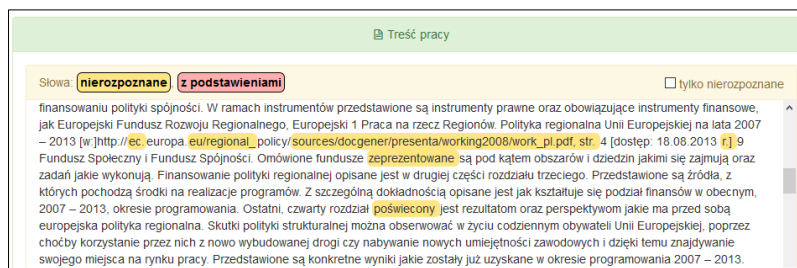 Treść pracy
Słowa: nierozpoznane, z podstawieniami
tylko nierozpoznane
finansowaniu polityki spójności. W ramach instrumentów przedstawione są instrumenty prawne oraz obowiązujące instrumenty finansowe,
jak Europejski Fundusz Rozwoju Regionalnego, Europejski 1 Praca na rzecz Regionów. Polityka regionalna Unii Europejskiej na lata 2007
– 2013 [w:]http://ec.europa.eu/regional_policy/sources/docgener/presenta/working2008/work_pl.pdf, str. 4 [dostęp: 18.08.2013 r.] 9
Fundusz Społeczny i Fundusz Spójności. Omówione fundusze zeprezentowane są pod kątem obszarów i dziedzin jakimi się zajmują oraz
zadań jakie wykonują. Finansowanie polityki regionalnej opisane jest w drugiej części rozdziału trzeciego. Przedstawione są źródła, z
których pochodzą środki na realizacje programów. Z szczególną dokładnością opisane jest jak kształtuje się podział finansów w obecnym,
2007 – 2013, okresie programowania. Ostatni, czwarty rozdział poświecony jest rezultatom oraz perspektywom jakie ma przed sobą
europejska polityka regionalna. Skutki polityki strukturalnej można obserwować w życiu codziennym obywateli Unii Europejskiej, poprzez
choćby korzystanie przez nich z nowo wybudowanej drogi czy nabywanie nowych umiejętności zawodowych i dzięki temu znajdywanie
swojego miejsca na rynku pracy. Przedstawione są konkretne wyniki jakie zostały już uzyskane w okresie programowania 2007 – 2013.